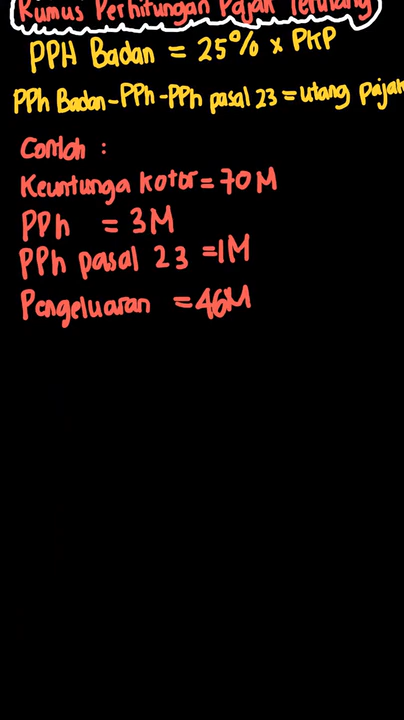 Rumus Perhitungan Pajak Terutang
PPH Badan = 25% x PKP
PPh Badan-PPh-PPh pasal 23 = utang pajak
Contoh :
Keuntunga kotor = 70M
PPh = 3M
PPh pasal 23 = 1M
Pengeluaran = 46M